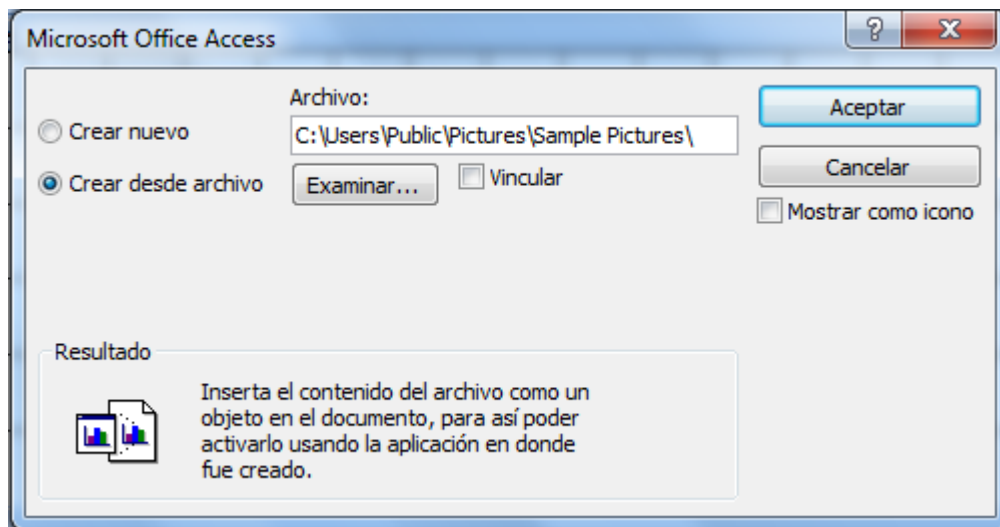 Microsoft Office Access
Archivo:
Crear nuevo
C:\Users\Public\Pictures\Sample Pictures\
Crear desde archivo
Examinar...
Vincular
Aceptar
Cancelar
Mostrar como icono
Resultado
Inserta el contenido del archivo como un
objeto en el documento, para así poder
activarlo usando la aplicación en donde
fue creado.